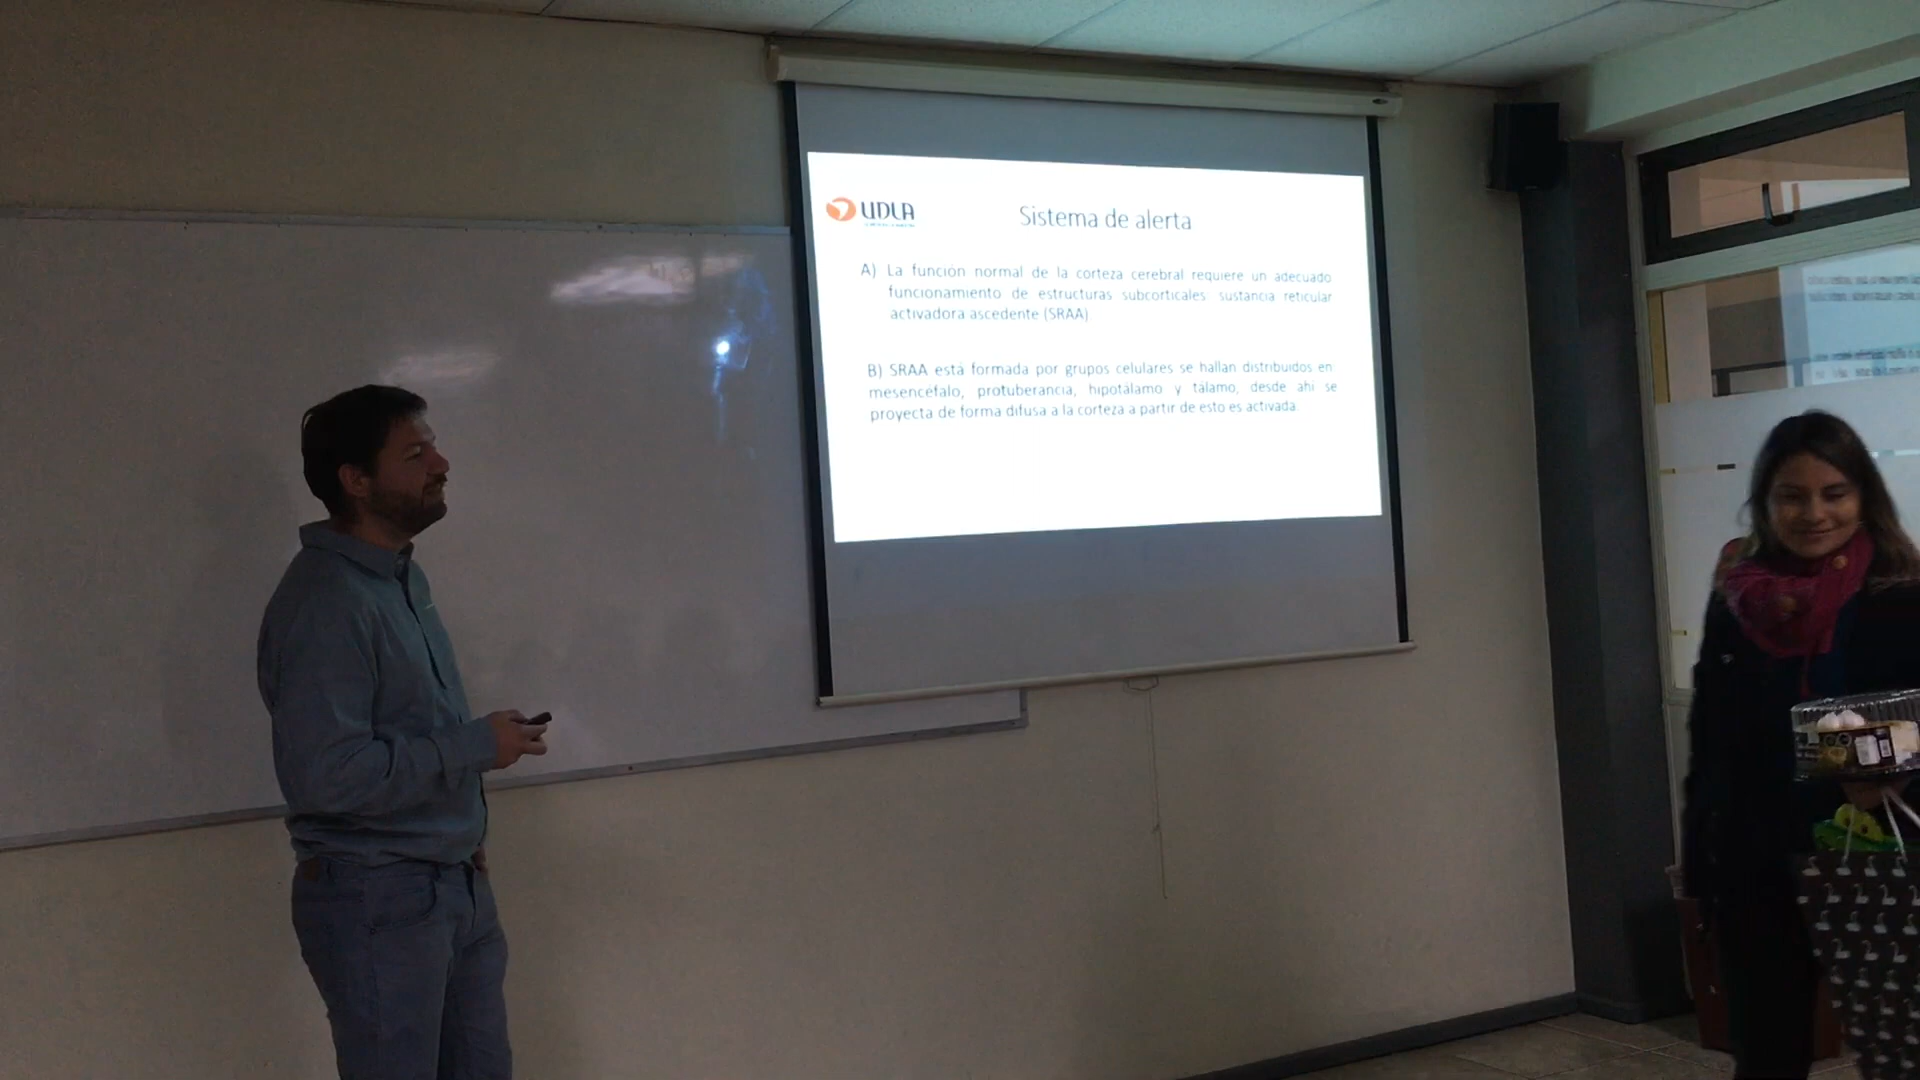 UDLA
Sistema de alerta
A) La función normal de la corteza cerebral requiere un adecuado
funcionamiento de estructuras subcorticales: sustancia reticular
activadora ascedente (SRAA)
B) SRAA está formada por grupos celulares se hallan distribuidos en
mesencéfalo, protuberancia, hipotálamo y tálamo, desde ahí se
proyecta de forma difusa a la corteza a partir de esto es activada.